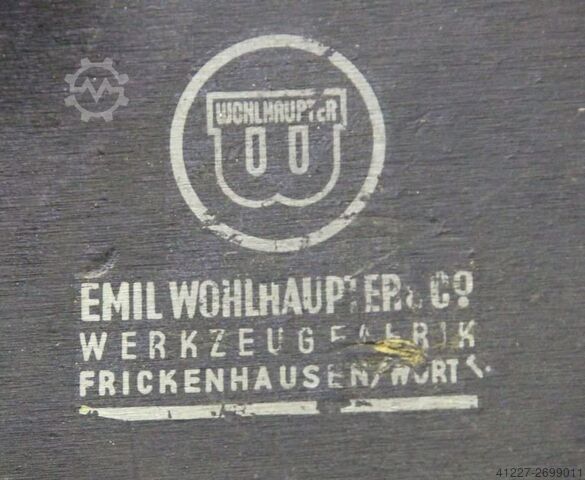 WOHLHAUPTER
EMIL WOHLHAUPTER & Cº
WERKZEUGFABRIK
FRICKENHAUSEN/WÜRTT.
41227-2699011